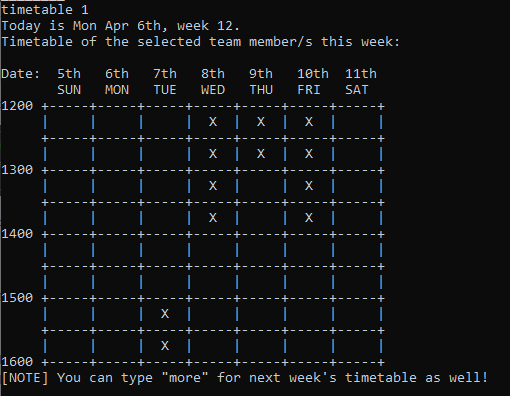 timetable 1
Today is Mon Apr 6th, week 12.
Timetable of the selected team member/s this week:
Date:  5th   6th   7th   8th   9th   10th  11th
       SUN   MON   TUE   WED   THU   FRI   SAT
1200 +-----+-----+-----+-----+-----+-----+-----+
     |     |     |     |  X  |  X  |  X  |     |
     +-----+-----+-----+-----+-----+-----+-----+
     |     |     |     |  X  |  X  |  X  |     |
1300 +-----+-----+-----+-----+-----+-----+-----+
     |     |     |     |  X  |     |  X  |     |
     +-----+-----+-----+-----+-----+-----+-----+
     |     |     |     |  X  |     |  X  |     |
1400 +-----+-----+-----+-----+-----+-----+-----+
     |     |     |     |     |     |     |     |
     +-----+-----+-----+-----+-----+-----+-----+
     |     |     |     |     |     |     |     |
1500 +-----+-----+-----+-----+-----+-----+-----+
     |     |     |  X  |     |     |     |     |
     +-----+-----+-----+-----+-----+-----+-----+
     |     |     |  X  |     |     |     |     |
1600 +-----+-----+-----+-----+-----+-----+-----+
[NOTE] You can type "more" for next week's timetable as well!